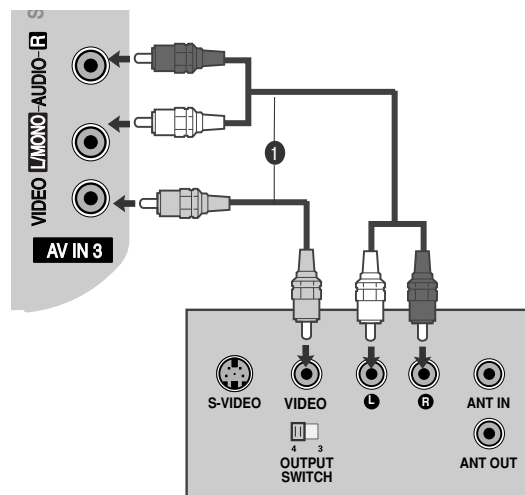 S
VIDEO L/MONO-AUDIO-R
AV IN 3
1
S-VIDEO
VIDEO
L
R
ANT IN
4 3
OUTPUT
SWITCH
ANT OUT